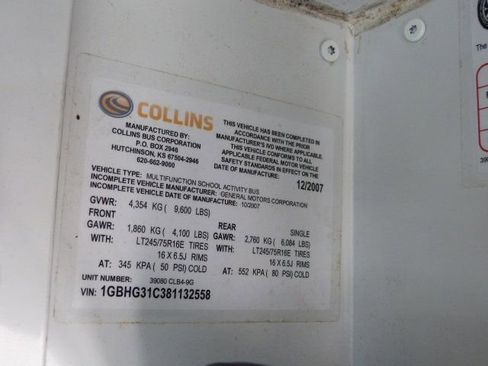 COLLINS
MANUFACTURED BY:
COLLINS BUS CORPORATION
P.O. BOX 2946
HUTCHINSON, KS 67504-2946
620-662-9000
THIS VEHICLE HAS BEEN COMPLETED IN
ACCORDANCE WITH THE PRIOR
MANUFACTURER'S IVD WHERE APPLICABLE.
THIS VEHICLE CONFORMS TO ALL
APPLICABLE FEDERAL MOTOR VEHICLE
SAFETY STANDARDS IN EFFECT ON THE
DATE OF MANUFACTURE: 12/2007
VEHICLE TYPE: MULTIFUNCTION SCHOOL ACTIVITY BUS
INCOMPLETE VEHICLE MANUFACTURER: GENERAL MOTORS CORPORATION
INCOMPLETE VEHICLE DATE OF MANUFACTURE: 10/2007
GVWR: 4,354 KG ( 9,600 LBS)
FRONT REAR SINGLE
GAWR: 1,860 KG ( 4,100 LBS) GAWR: 2,760 KG ( 6,084 LBS)
WITH: LT245/75R16E TIRES WITH: LT245/75R16E TIRES
16 X 6.5J RIMS 16 X 6.5J RIMS
AT: 345 KPA ( 50 PSI) COLD AT: 552 KPA ( 80 PSI) COLD
UNIT NUMBER: 39080 CLB4-9G
VIN: 1GBHG31C381132558
The